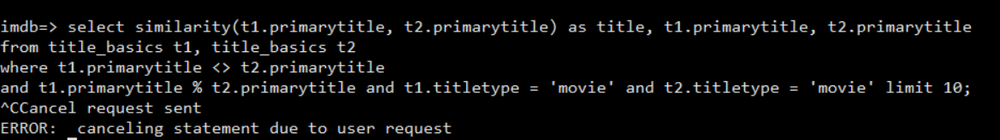 imdb=> select similarity(t1.primarytitle, t2.primarytitle) as title, t1.primarytitle, t2.primarytitle
from title_basics t1, title_basics t2
where t1.primarytitle <> t2.primarytitle
and t1.primarytitle % t2.primarytitle and t1.titletype = 'movie' and t2.titletype = 'movie' limit 10;
^CCancel request sent
ERROR:  canceling statement due to user request